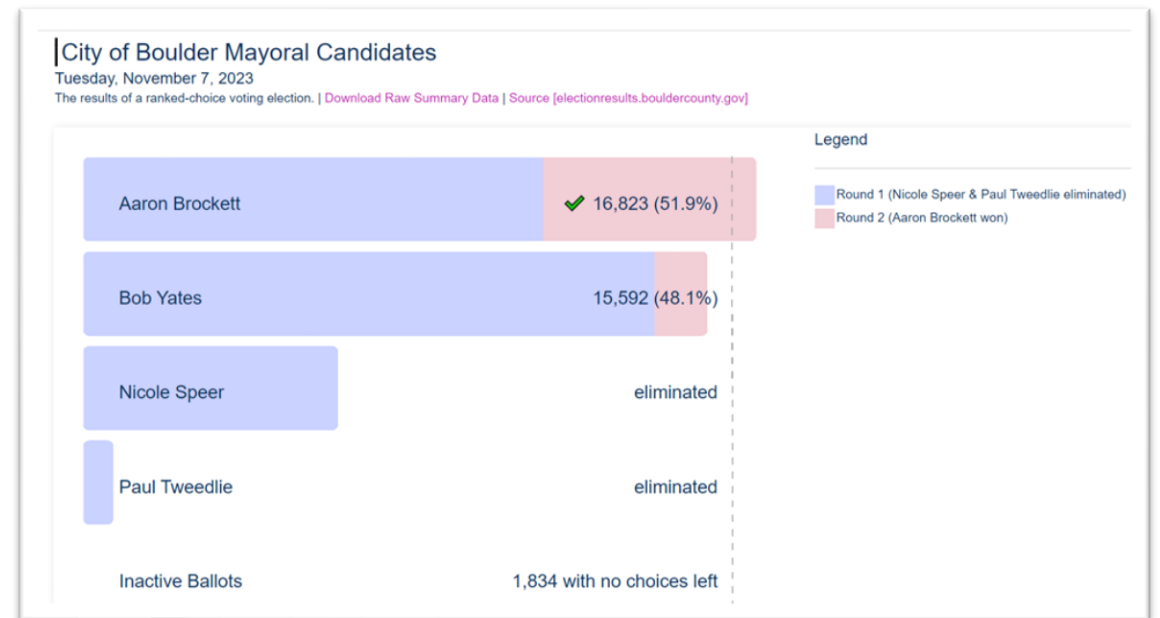 City of Boulder Mayoral Candidates
Tuesday, November 7, 2023
The results of a ranked-choice voting election. | Download Raw Summary Data | Source [electionresults.bouldercounty.gov]
Legend
Round 1 (Nicole Speer & Paul Tweedlie eliminated)
Round 2 (Aaron Brockett won)
Aaron Brockett ✔ 16,823 (51.9%)
Bob Yates 15,592 (48.1%)
Nicole Speer eliminated
Paul Tweedlie eliminated
Inactive Ballots 1,834 with no choices left